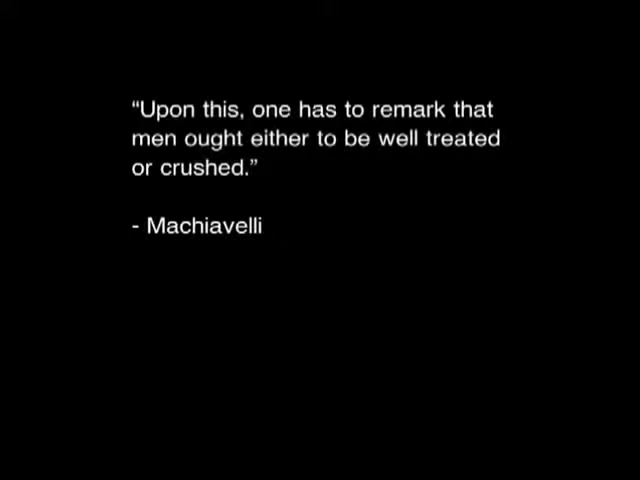 “Upon this, one has to remark that
men ought either to be well treated
or crushed.”
- Machiavelli